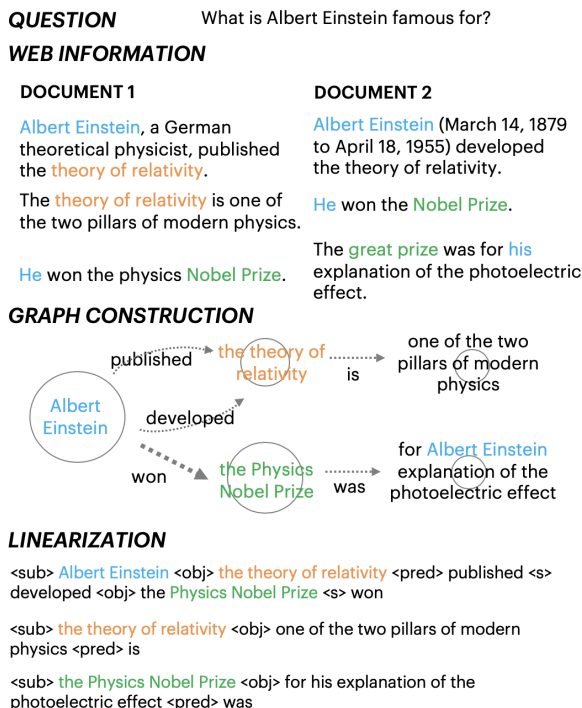 QUESTION What is Albert Einstein famous for?
WEB INFORMATION
DOCUMENT 1
Albert Einstein, a German
theoretical physicist, published
the theory of relativity.
The theory of relativity is one of
the two pillars of modern physics.
He won the physics Nobel Prize.
DOCUMENT 2
Albert Einstein (March 14, 1879
to April 18, 1955) developed
the theory of relativity.
He won the Nobel Prize.
The great prize was for his
explanation of the photoelectric
effect.
GRAPH CONSTRUCTION
Albert
Einstein
published
developed
won
the theory of
relativity
is
one of the two
pillars of modern
physics
the Physics
Nobel Prize
was
for Albert Einstein
explanation of the
photoelectric effect
LINEARIZATION
<sub> Albert Einstein <obj> the theory of relativity <pred> published <s>
developed <obj> the Physics Nobel Prize <s> won
<sub> the theory of relativity <obj> one of the two pillars of modern
physics <pred> is
<sub> the Physics Nobel Prize <obj> for his explanation of the
photoelectric effect <pred> was